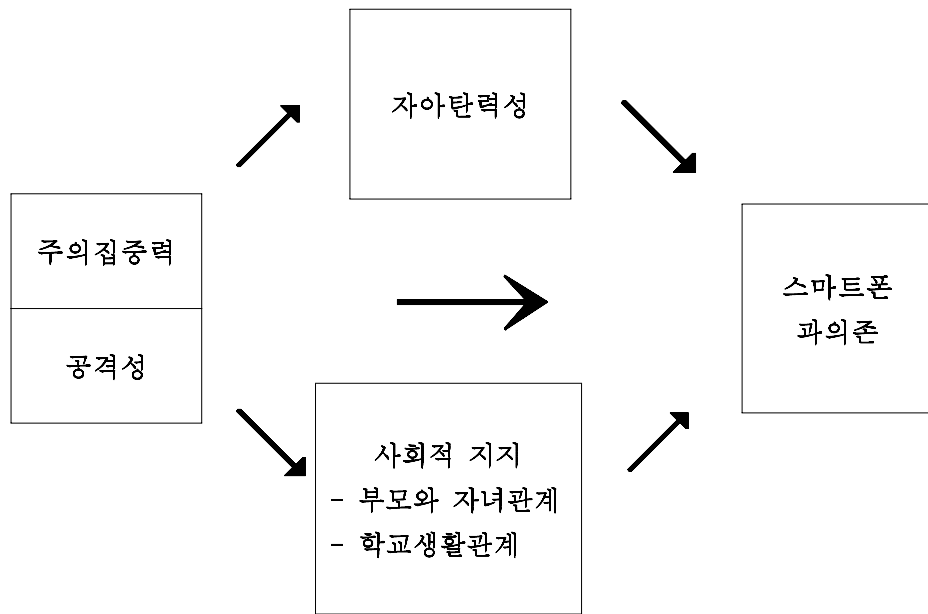 자아탄력성
주의집중력
공격성
스마트폰
과의존
사회적 지지
- 부모와 자녀관계
- 학교생활관계